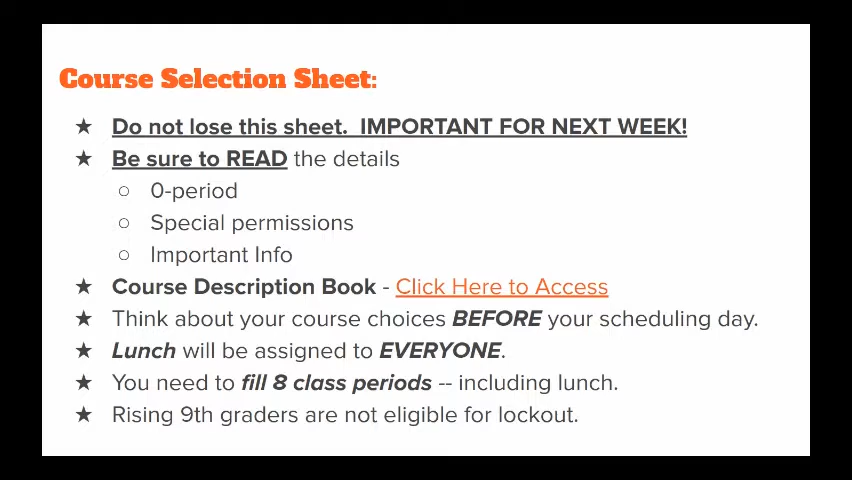 Course Selection Sheet:
★ Do not lose this sheet. IMPORTANT FOR NEXT WEEK!
★ Be sure to READ the details
○ 0-period
○ Special permissions
○ Important Info
★ Course Description Book - Click Here to Access
★ Think about your course choices BEFORE your scheduling day.
★ Lunch will be assigned to EVERYONE.
★ You need to fill 8 class periods -- including lunch.
★ Rising 9th graders are not eligible for lockout.